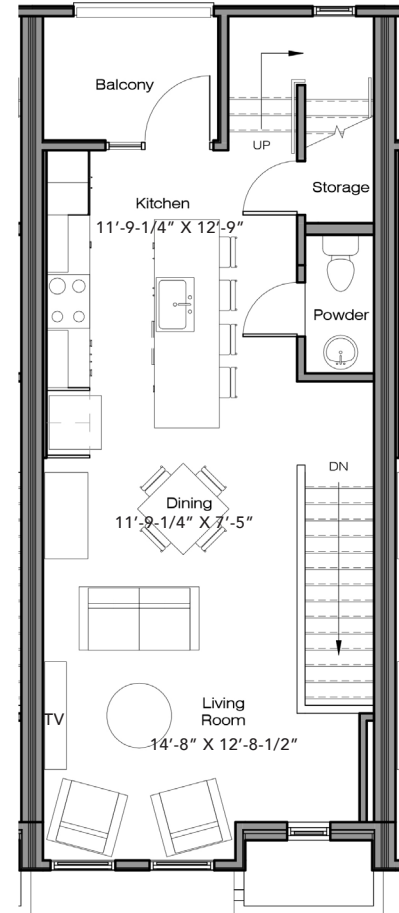 Balcony
UP
Kitchen
11'-9-1/4" X 12'-9"
Storage
Powder
DN
Dining
11'-9-1/4" X 7'-5"
Living
Room
TV
14'-8" X 12'-8-1/2"